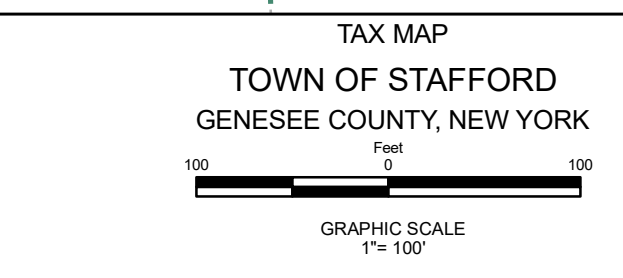 TAX MAP
TOWN OF STAFFORD
GENESEE COUNTY, NEW YORK
Feet
100 0 100
GRAPHIC SCALE
1"= 100'